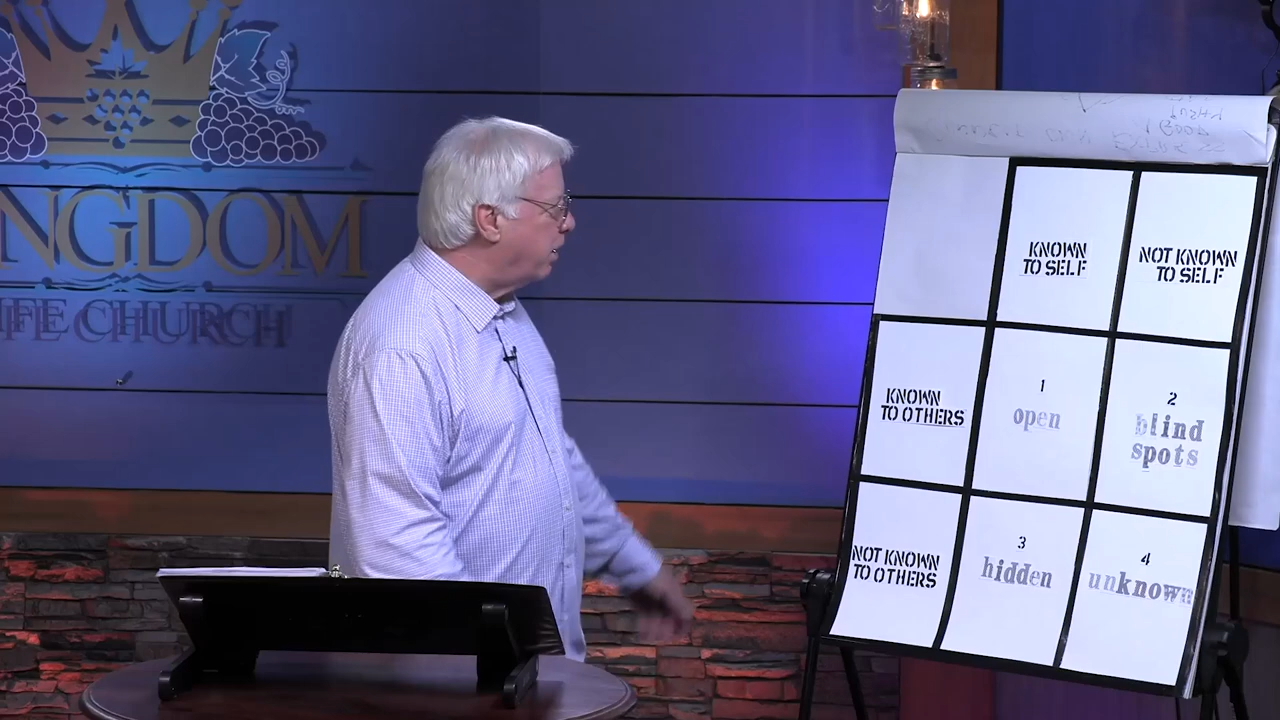 NGDOM
IFE CHURCH
KNOWN
TO SELF
NOT KNOWN
TO SELF
KNOWN
TO OTHERS
1
open
2
blind
spots
NOT KNOWN
TO OTHERS
3
hidden
4
unknown